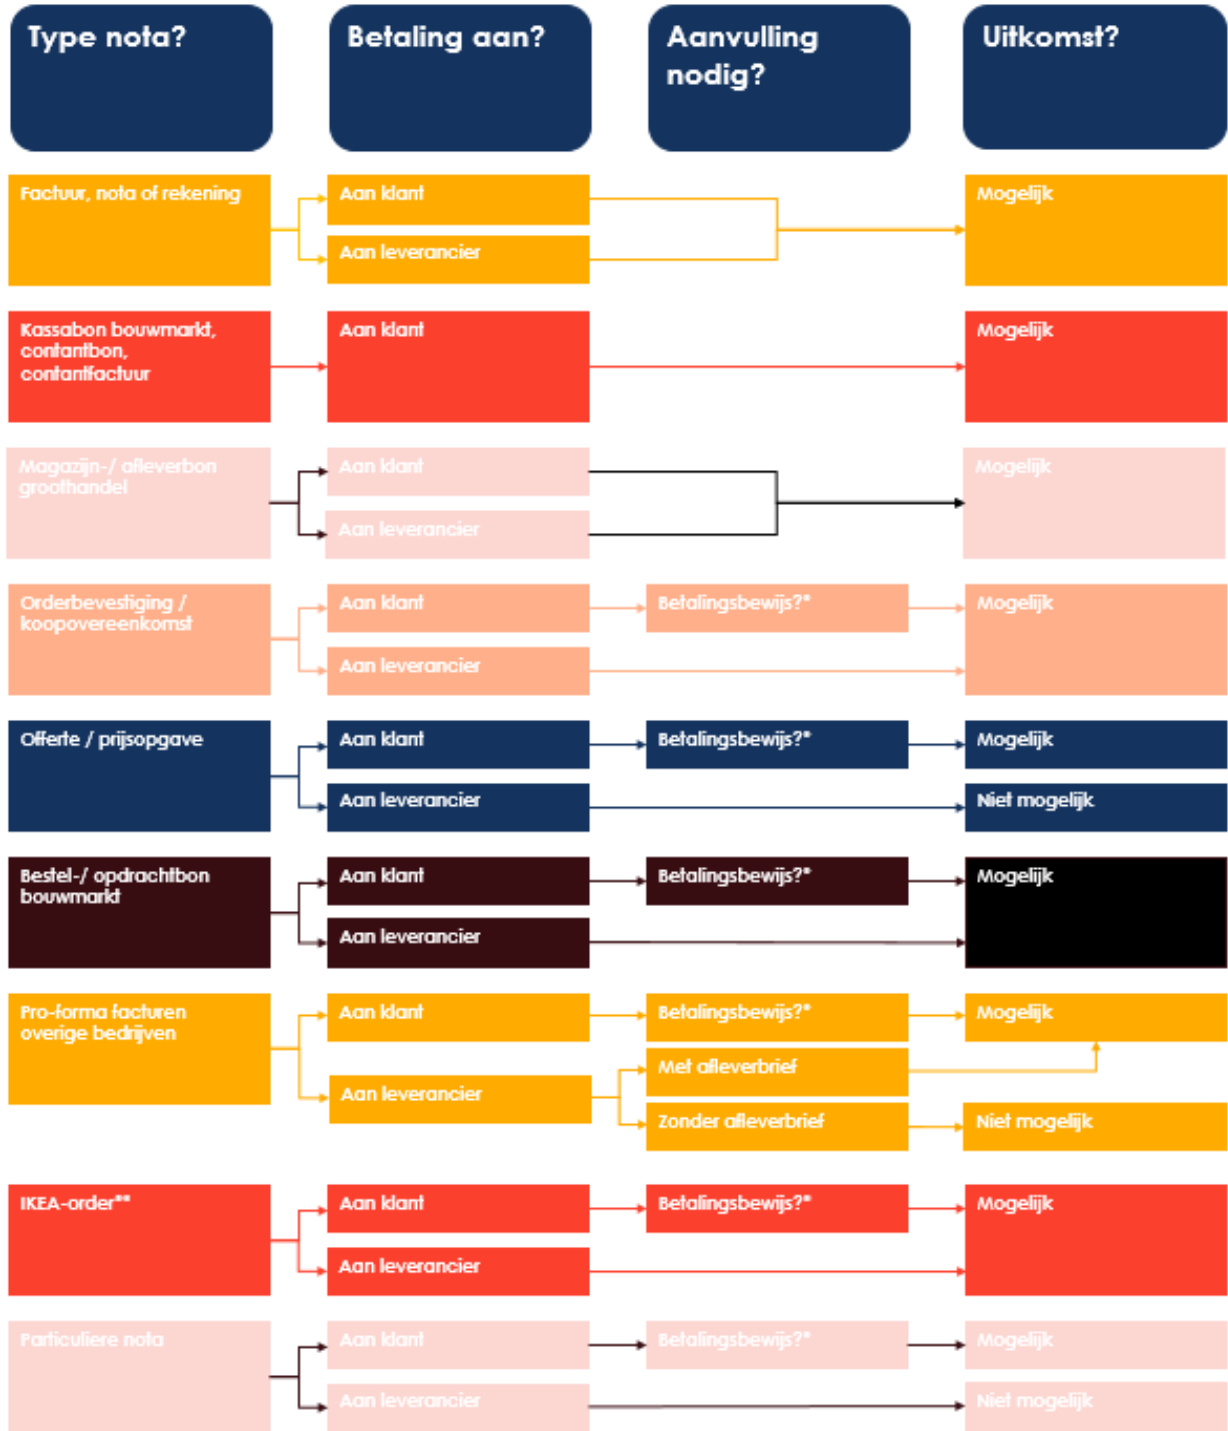 Type nota?
Betaling aan?
Aanvulling
nodig?
Uitkomst?
Factuur, nota of rekening
Aan klant
Aan leverancier
Mogelijk
Kassabon bouwmarkt,
contantbon,
contantfactuur
Aan klant
Mogelijk
Magazijn-/ afleverbon
groothandel
Aan klant
Aan leverancier
Mogelijk
Orderbevestiging /
koopovereenkomst
Aan klant
Betalingsbewijs?*
Mogelijk
Aan leverancier
Offerte / prijsopgave
Aan klant
Betalingsbewijs?*
Mogelijk
Aan leverancier
Niet mogelijk
Bestel-/ opdrachtbon
bouwmarkt
Aan klant
Betalingsbewijs?*
Mogelijk
Aan leverancier
Pro-forma facturen
overige bedrijven
Aan klant
Betalingsbewijs?*
Mogelijk
Aan leverancier
Met afleverbrief
Zonder afleverbrief
Niet mogelijk
IKEA-order**
Aan klant
Betalingsbewijs?*
Mogelijk
Aan leverancier
Particuliere nota
Aan klant
Betalingsbewijs?*
Mogelijk
Aan leverancier
Niet mogelijk